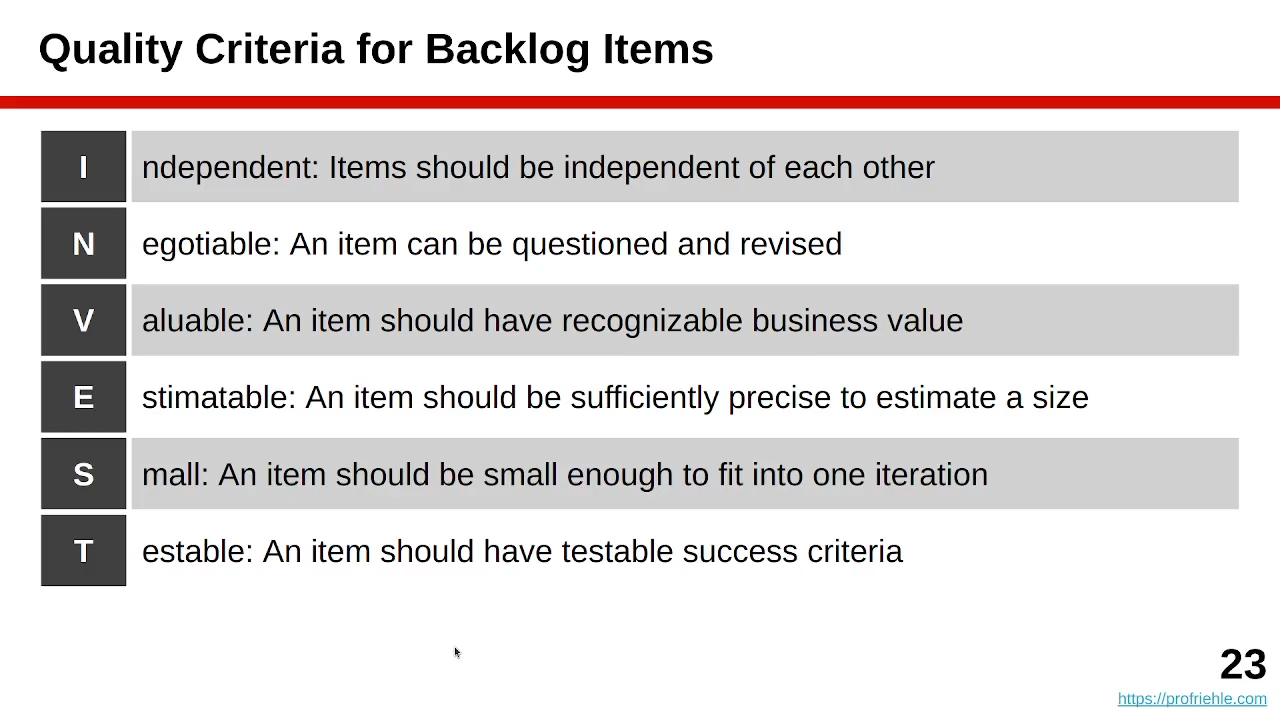 Quality Criteria for Backlog Items
I ndependent: Items should be independent of each other
N egotiable: An item can be questioned and revised
V aluable: An item should have recognizable business value
E stimatable: An item should be sufficiently precise to estimate a size
S mall: An item should be small enough to fit into one iteration
T estable: An item should have testable success criteria
23
https://profriehle.com